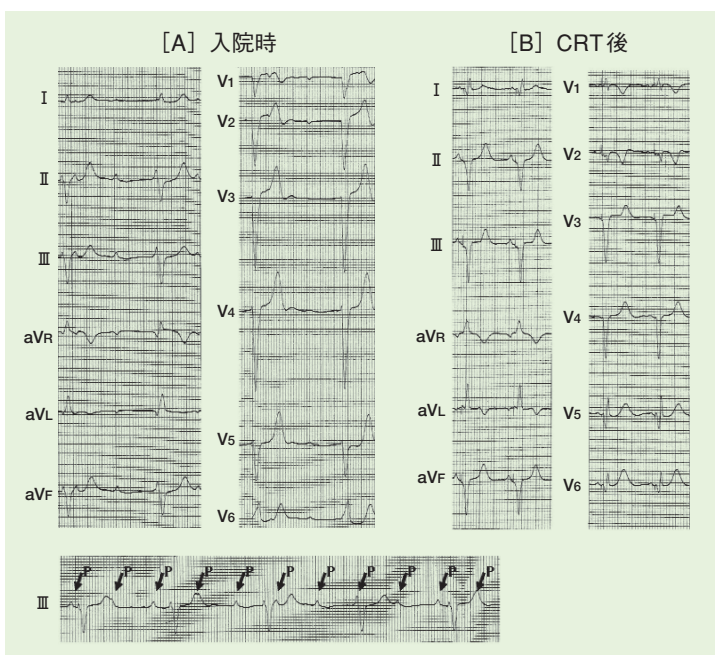 [A] 入院時
I
II
III
aVR
aVL
aVF
V1
V2
V3
V4
V5
V6
[B] CRT後
I
II
III
aVR
aVL
aVF
V1
V2
V3
V4
V5
V6
III
P P P P P P P P P P P